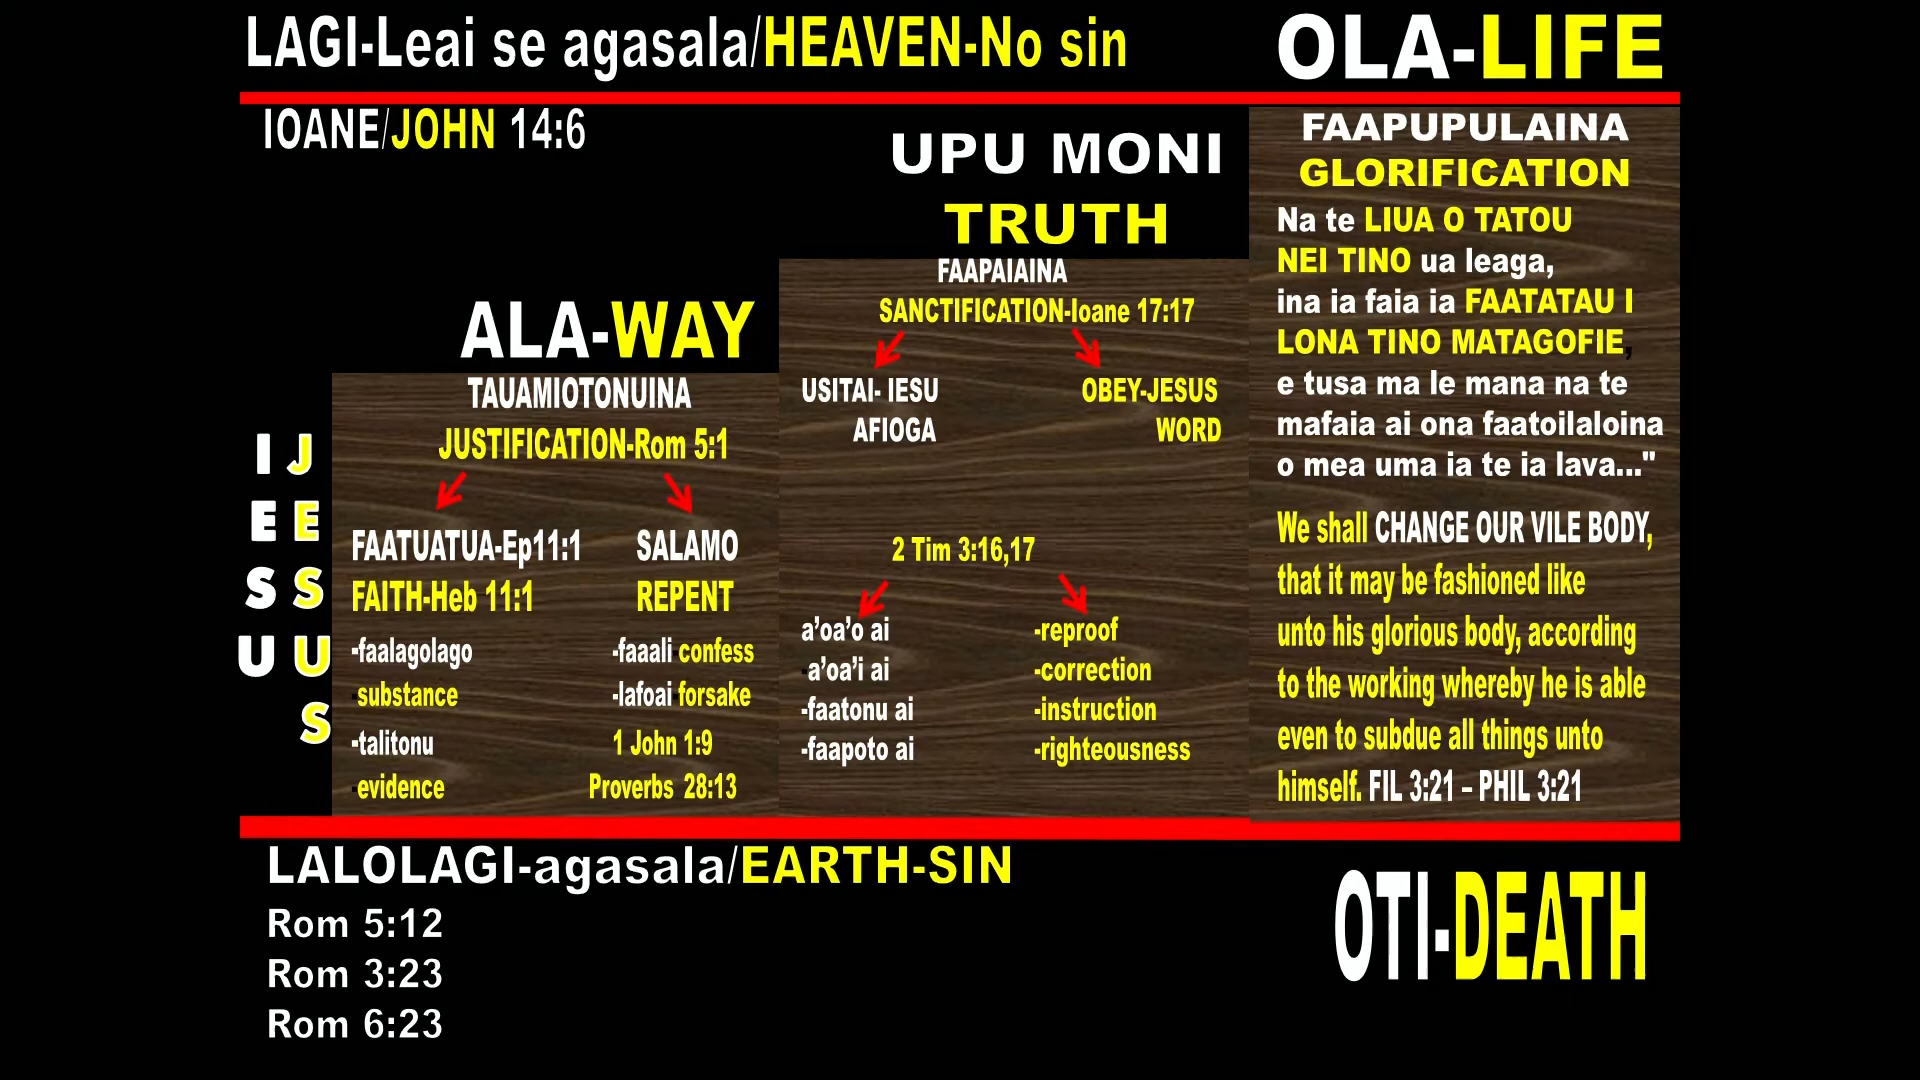 LAGI-Leai se agasala/HEAVEN-No sin
OLA-LIFE
IOANE/JOHN 14:6
IESU
JESUS
ALA-WAY
TAUAMIOTONUINA
JUSTIFICATION-Rom 5:1
FAATUATUA-Ep11:1
FAITH-Heb 11:1
-faalagolago
-substance
-talitonu
-evidence
SALAMO
REPENT
-faaali confess
-lafoai forsake
1 John 1:9
Proverbs 28:13
UPU MONI
TRUTH
FAAPAIAINA
SANCTIFICATION-Ioane 17:17
USITAI- IESU
AFIOGA
OBEY-JESUS
WORD
2 Tim 3:16,17
a’oa’o ai
-a’oa’i ai
-faatonu ai
-faapoto ai
-reproof
-correction
-instruction
-righteousness
FAAPUPULAINA
GLORIFICATION
Na te LIUA O TATOU
NEI TINO ua leaga,
ina ia faia ia FAATATAU I
LONA TINO MATAGOFIE,
e tusa ma le mana na te
mafaia ai ona faatoilaloina
o mea uma ia te ia lava..."
We shall CHANGE OUR VILE BODY,
that it may be fashioned like
unto his glorious body, according
to the working whereby he is able
even to subdue all things unto
himself. FIL 3:21 – PHIL 3:21
LALOLAGI-agasala/EARTH-SIN
Rom 5:12
Rom 3:23
Rom 6:23
OTI-DEATH